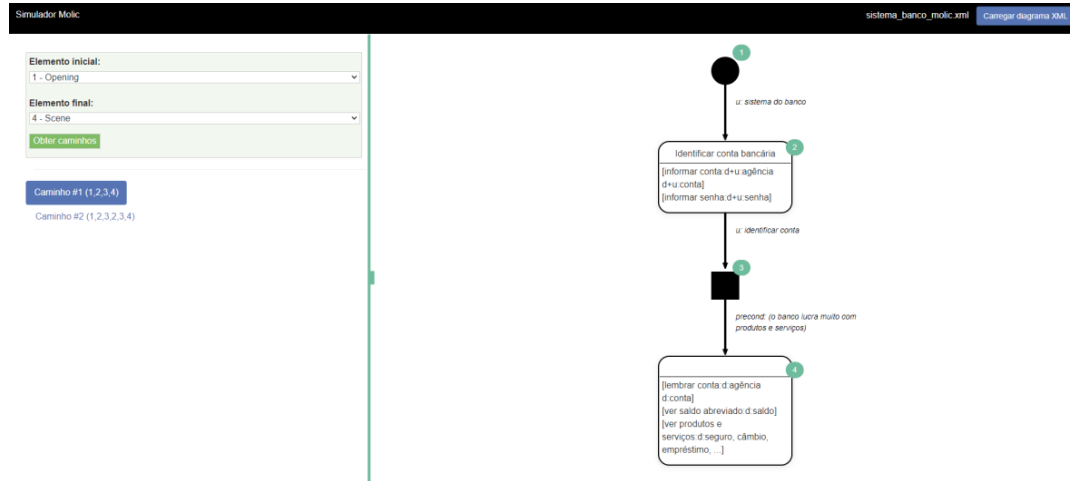 Simulador Molic
sistema_banco_molic.xml
Carregar diagrama XML
Elemento inicial:
1 - Opening
Elemento final:
4 - Scene
Obter caminhos
Caminho #1 (1,2,3,4)
Caminho #2 (1,2,3,2,3,4)
1
u: sistema do banco
2
Identificar conta bancária
[informar conta:d+u:agência
d+u:conta]
[informar senha:d+u:senha]
u: identificar conta
3
precond: (o banco lucra muito com
produtos e serviços)
4
[lembrar conta:d:agência
d:conta]
[ver saldo abreviado:d:saldo]
[ver produtos e
serviços:d:seguro, câmbio,
empréstimo, ...]